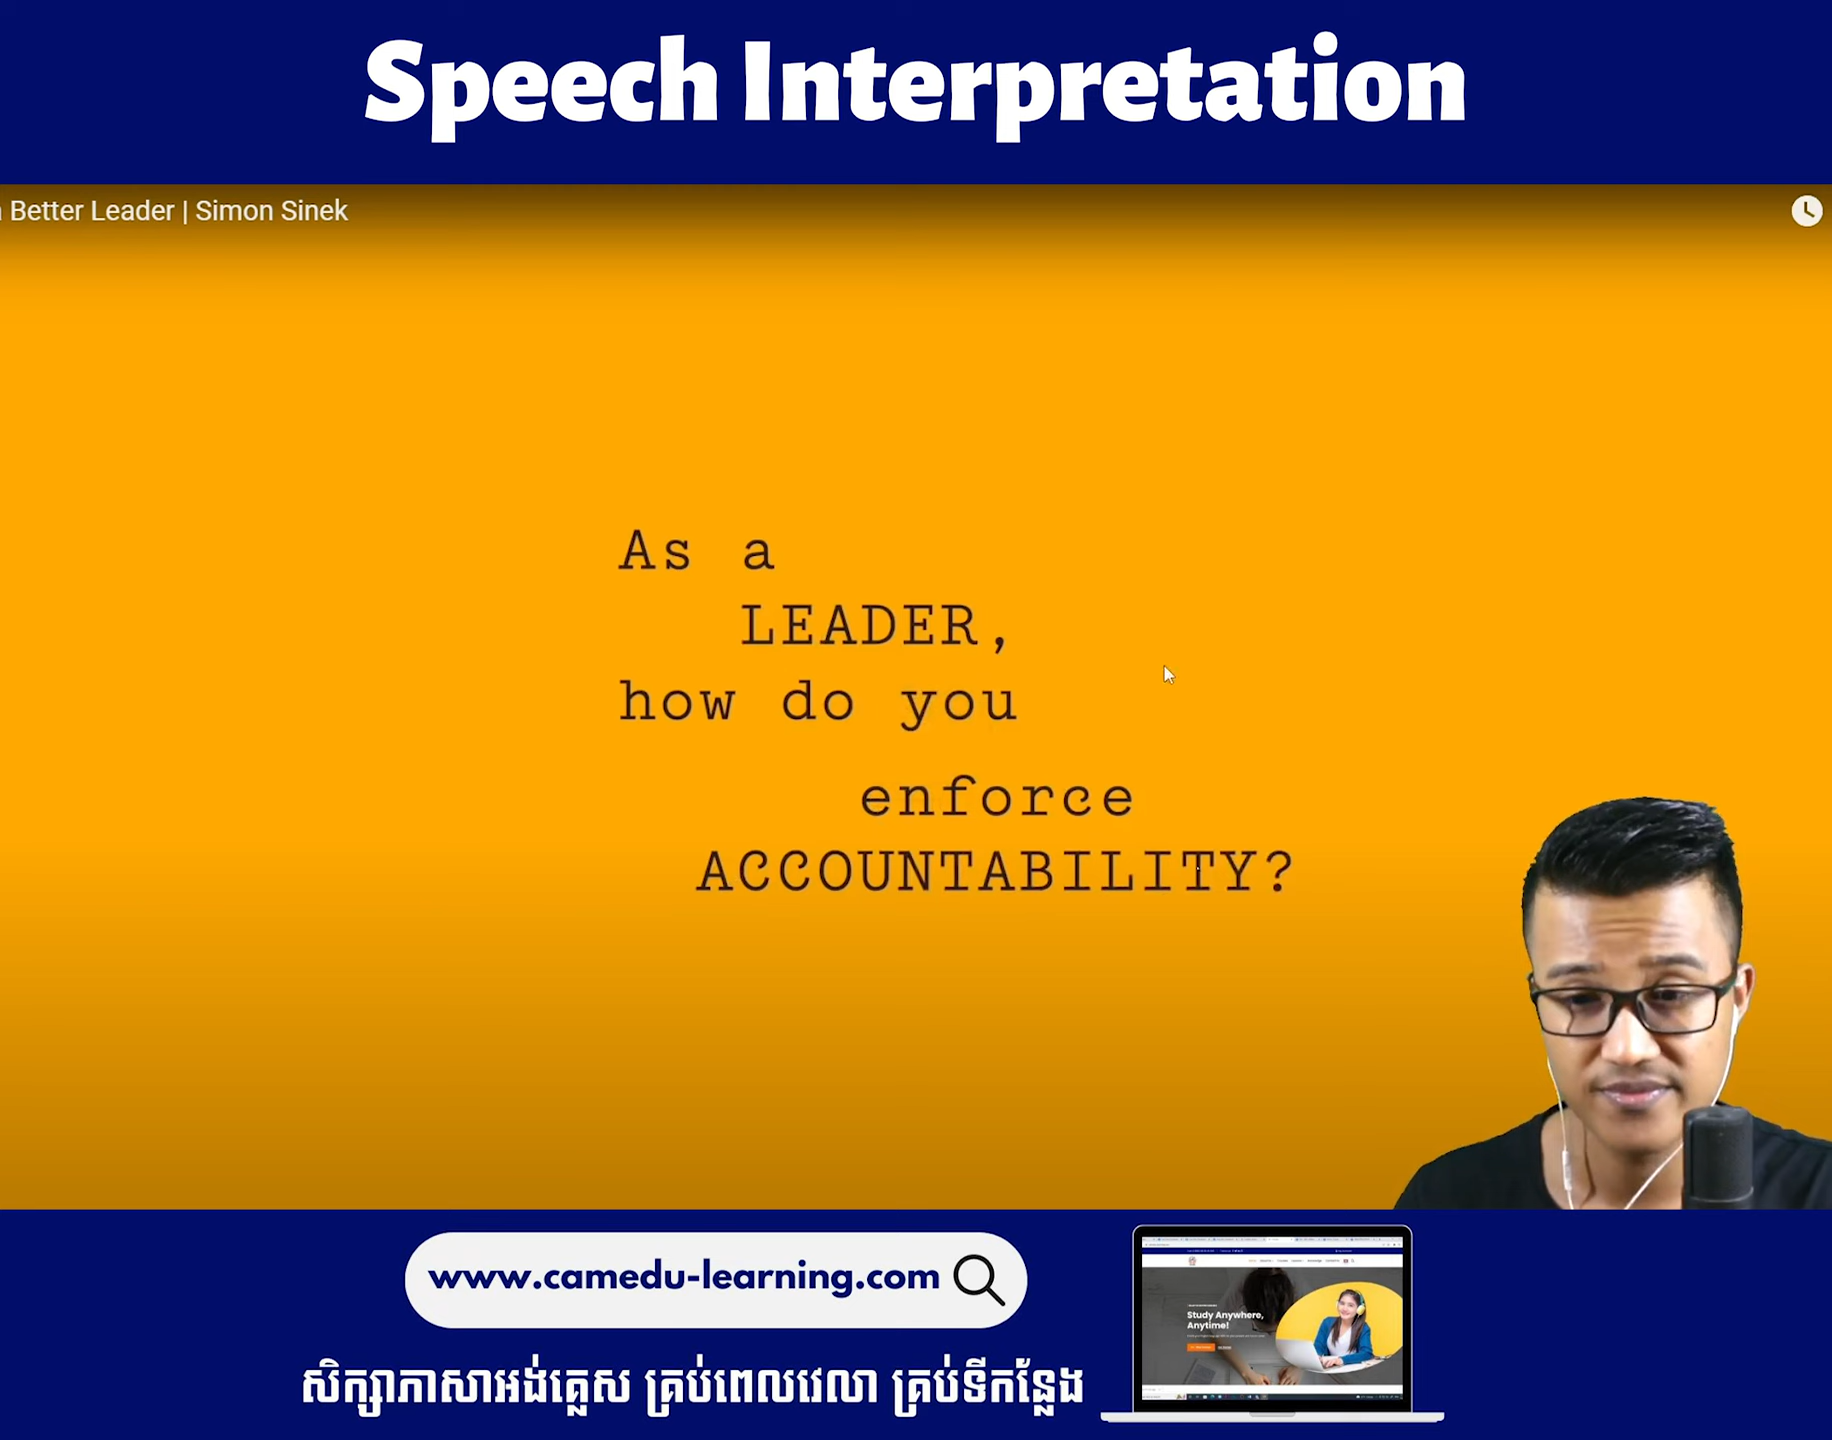 Speech Interpretation
Better Leader | Simon Sinek
As a
LEADER,
how do you
enforce
ACCOUNTABILITY?
www.camedu-learning.com
Study Anywhere,
Anytime!
សិក្សាភាសាអង់គ្លេស គ្រប់ពេលវេលា គ្រប់ទីកន្លែង